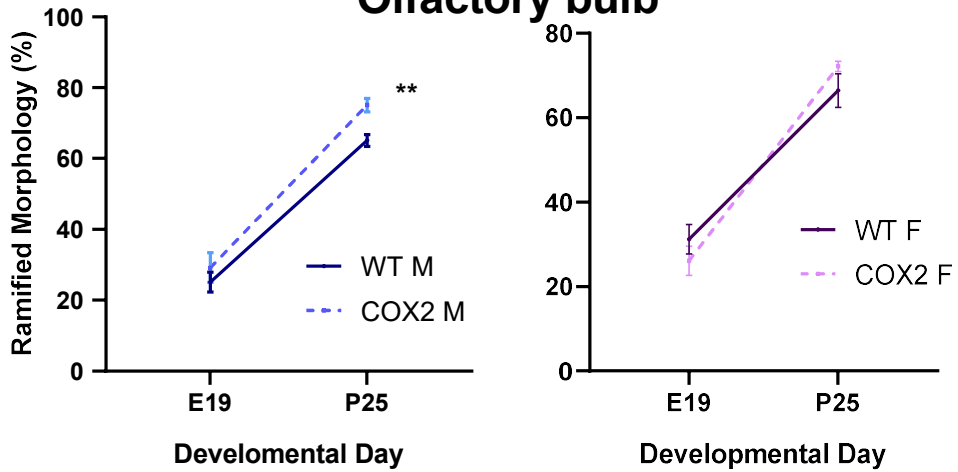 Olfactory bulb
Ramified Morphology (%)
100
80
60
40
20
0
E19
P25
**
WT M
COX2 M
Develomental Day
80
60
40
20
0
E19
P25
WT F
COX2 F
Developmental Day